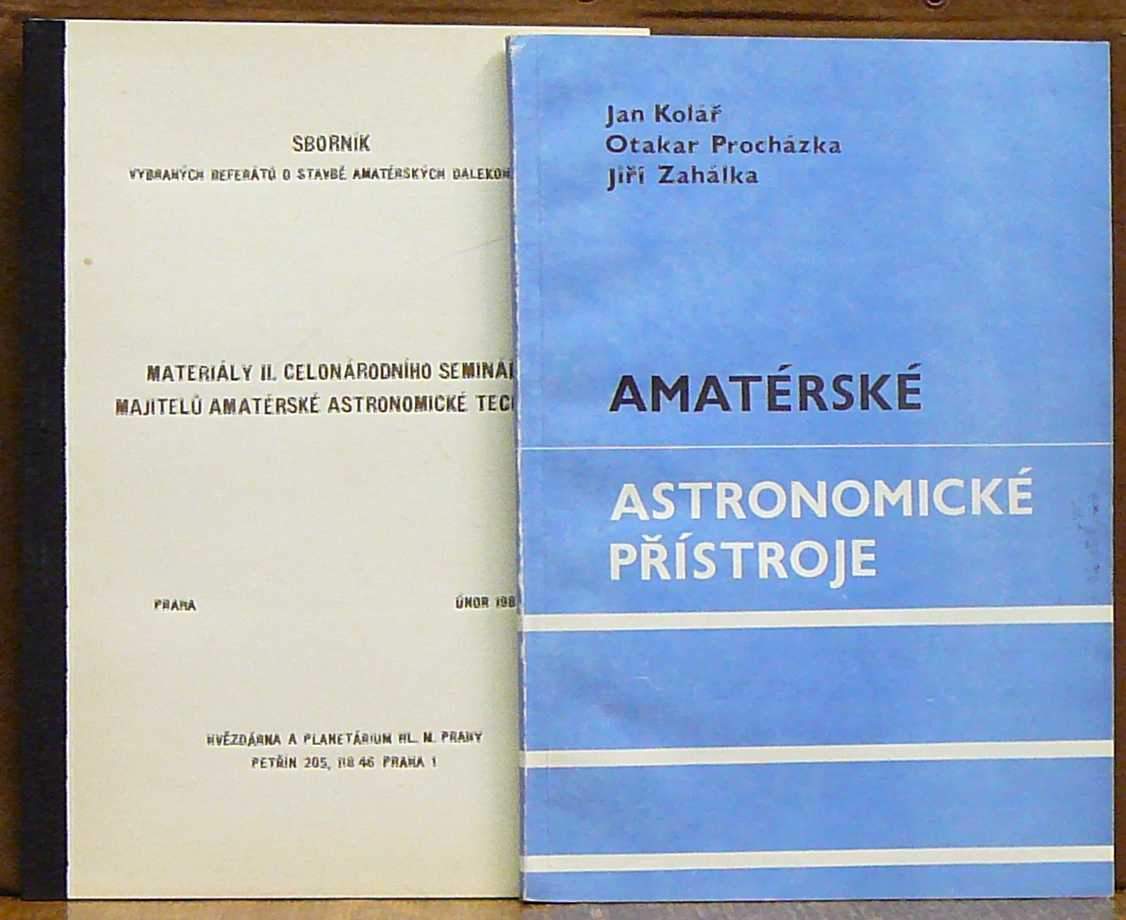 SBORNÍK
VYBRANÝCH REFERÁTŮ O STAVBĚ AMATÉRSKÝCH DALEKOH
MATERIÁLY II. CELONÁRODNÍHO SEMINÁ
MAJITELŮ AMATÉRSKÉ ASTRONOMICKÉ TEC
PRAHA
ÚNOR 198
HVĚZDÁRNA A PLANETÁRIUM HL. M. PRAHY
PETŘÍN 205, 118 46 PRAHA 1
Jan Kolář
Otakar Procházka
Jiří Zahálka
AMATÉRSKÉ
ASTRONOMICKÉ
PŘÍSTROJE